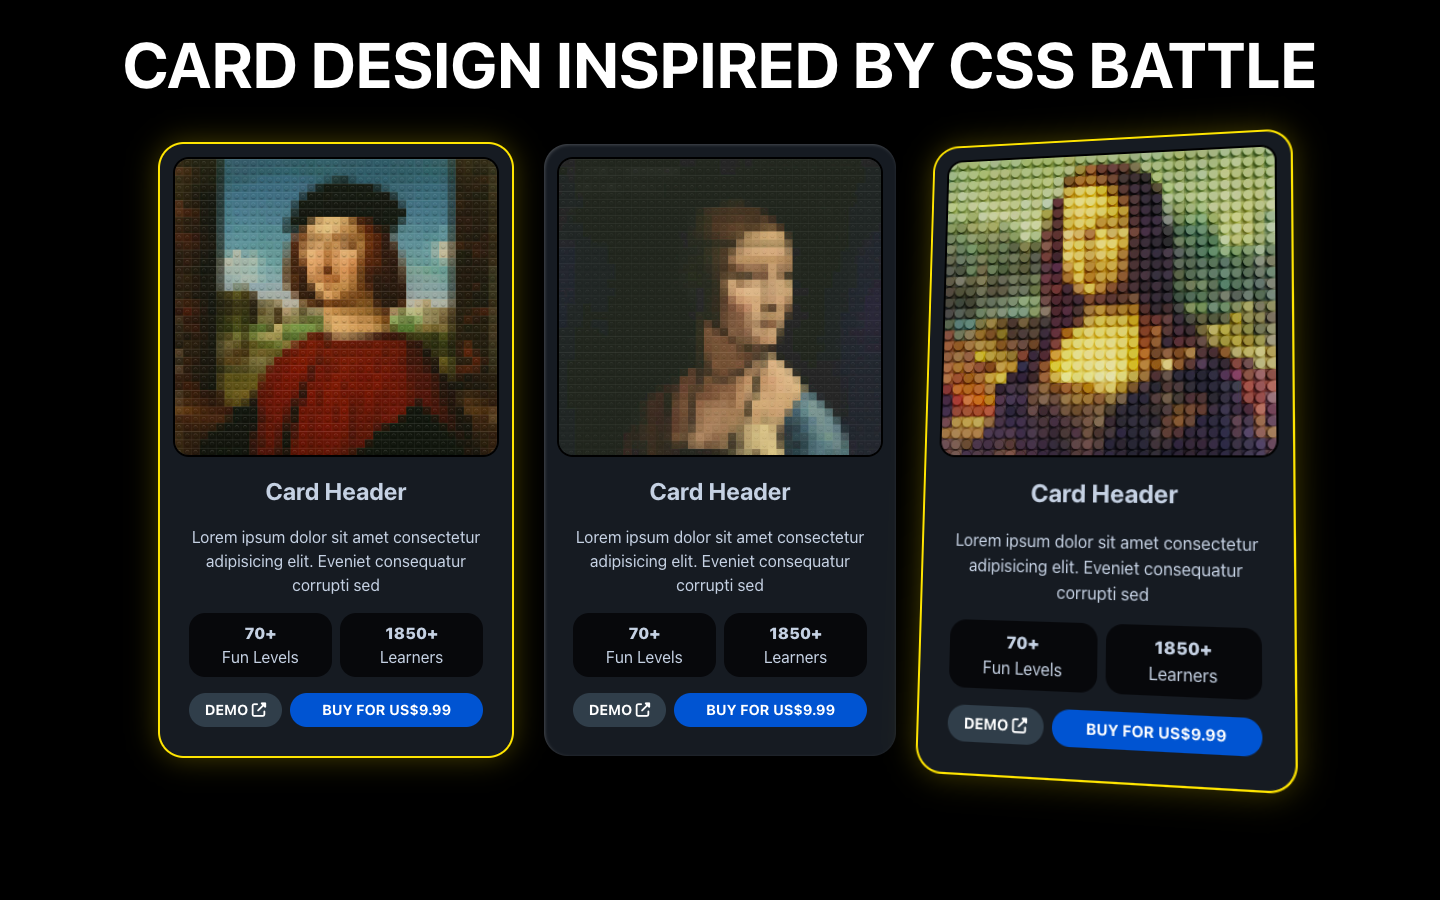 CARD DESIGN INSPIRED BY CSS BATTLE
Card Header
Lorem ipsum dolor sit amet consectetur
adipisicing elit. Eveniet consequatur
corrupti sed
70+
Fun Levels
1850+
Learners
DEMO
BUY FOR US$9.99
Card Header
Lorem ipsum dolor sit amet consectetur
adipisicing elit. Eveniet consequatur
corrupti sed
70+
Fun Levels
1850+
Learners
DEMO
BUY FOR US$9.99
Card Header
Lorem ipsum dolor sit amet consectetur
adipisicing elit. Eveniet consequatur
corrupti sed
70+
Fun Levels
1850+
Learners
DEMO
BUY FOR US$9.99